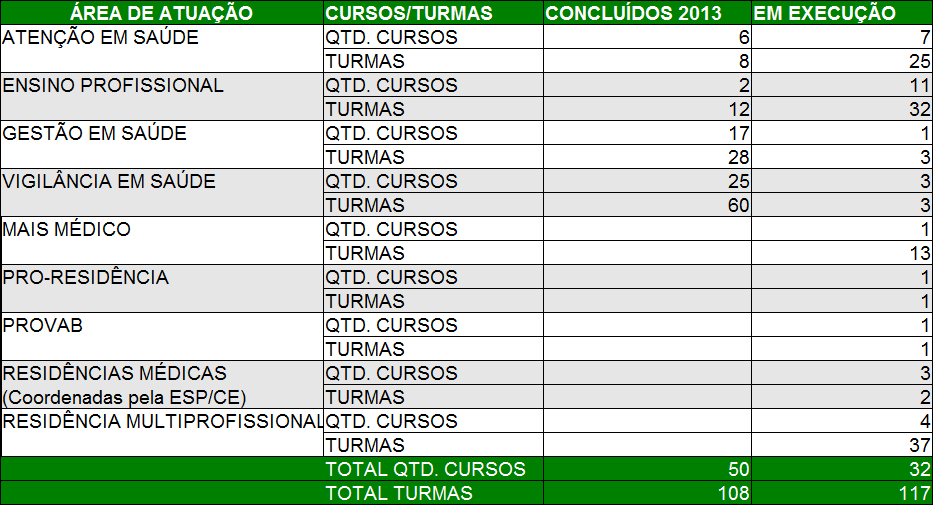 ÁREA DE ATUAÇÃO CURSOS/TURMAS CONCLUÍDOS 2013 EM EXECUÇÃO
ATENÇÃO EM SAÚDE QTD. CURSOS 6 7
TURMAS 8 25
ENSINO PROFISSIONAL QTD. CURSOS 2 11
TURMAS 12 32
GESTÃO EM SAÚDE QTD. CURSOS 17 1
TURMAS 28 3
VIGILÂNCIA EM SAÚDE QTD. CURSOS 25 3
TURMAS 60 3
MAIS MÉDICO QTD. CURSOS 1
TURMAS 13
PRO-RESIDÊNCIA QTD. CURSOS 1
TURMAS 1
PROVAB QTD. CURSOS 1
TURMAS 1
RESIDÊNCIAS MÉDICAS QTD. CURSOS 3
(Coordenadas pela ESP/CE) TURMAS 2
RESIDÊNCIA MULTIPROFISSIONAL QTD. CURSOS 4
TURMAS 37
TOTAL QTD. CURSOS 50 32
TOTAL TURMAS 108 117